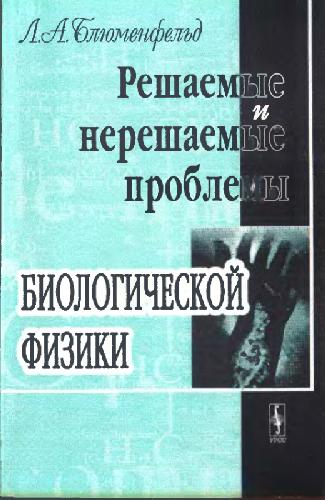 Л.А.Блюменфельд
Решаемые
и
нерешаемые
проблемы
БИОЛОГИЧЕСКОЙ
ФИЗИКИ
УРСС